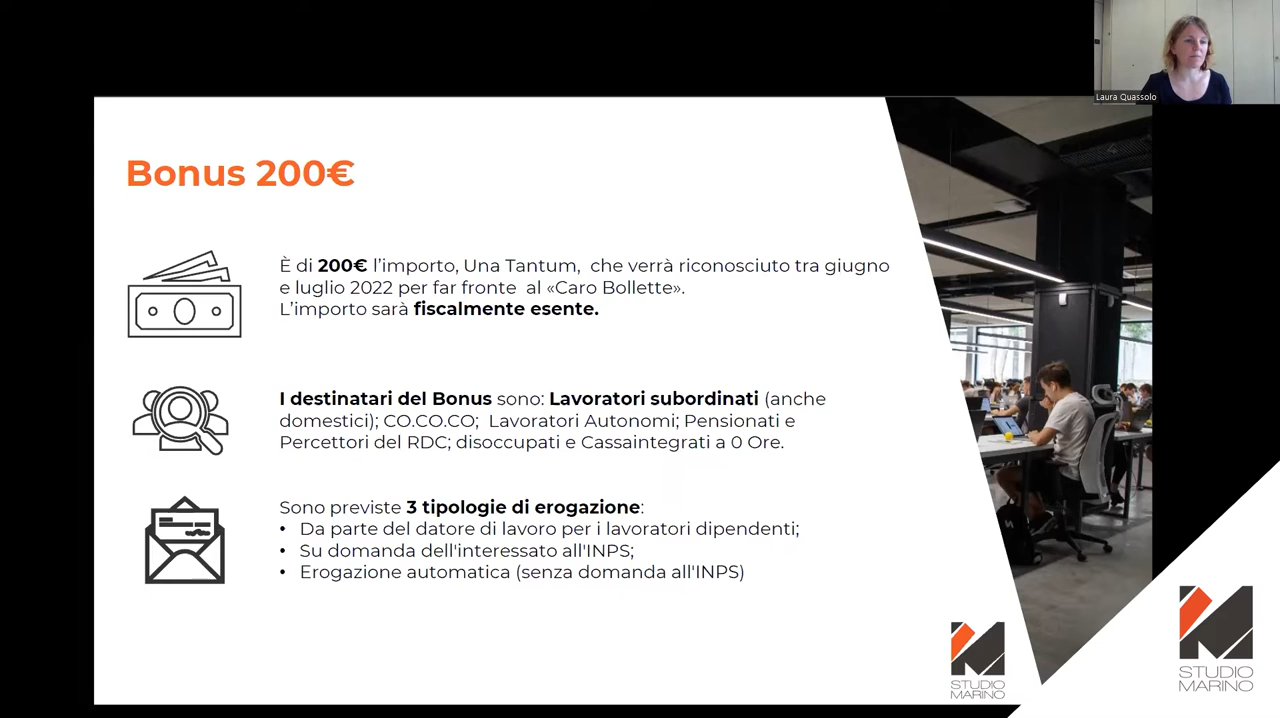 Laura Quassolo
Bonus 200€
È di 200€ l’importo, Una Tantum, che verrà riconosciuto tra giugno
e luglio 2022 per far fronte al «Caro Bollette».
L’importo sarà fiscalmente esente.
I destinatari del Bonus sono: Lavoratori subordinati (anche
domestici); CO.CO.CO; Lavoratori Autonomi; Pensionati e
Percettori del RDC; disoccupati e Cassaintegrati a 0 Ore.
Sono previste 3 tipologie di erogazione:
• Da parte del datore di lavoro per i lavoratori dipendenti;
• Su domanda dell'interessato all'INPS;
• Erogazione automatica (senza domanda all'INPS)
STUDIO
MARINO
STUDIO
MARINO